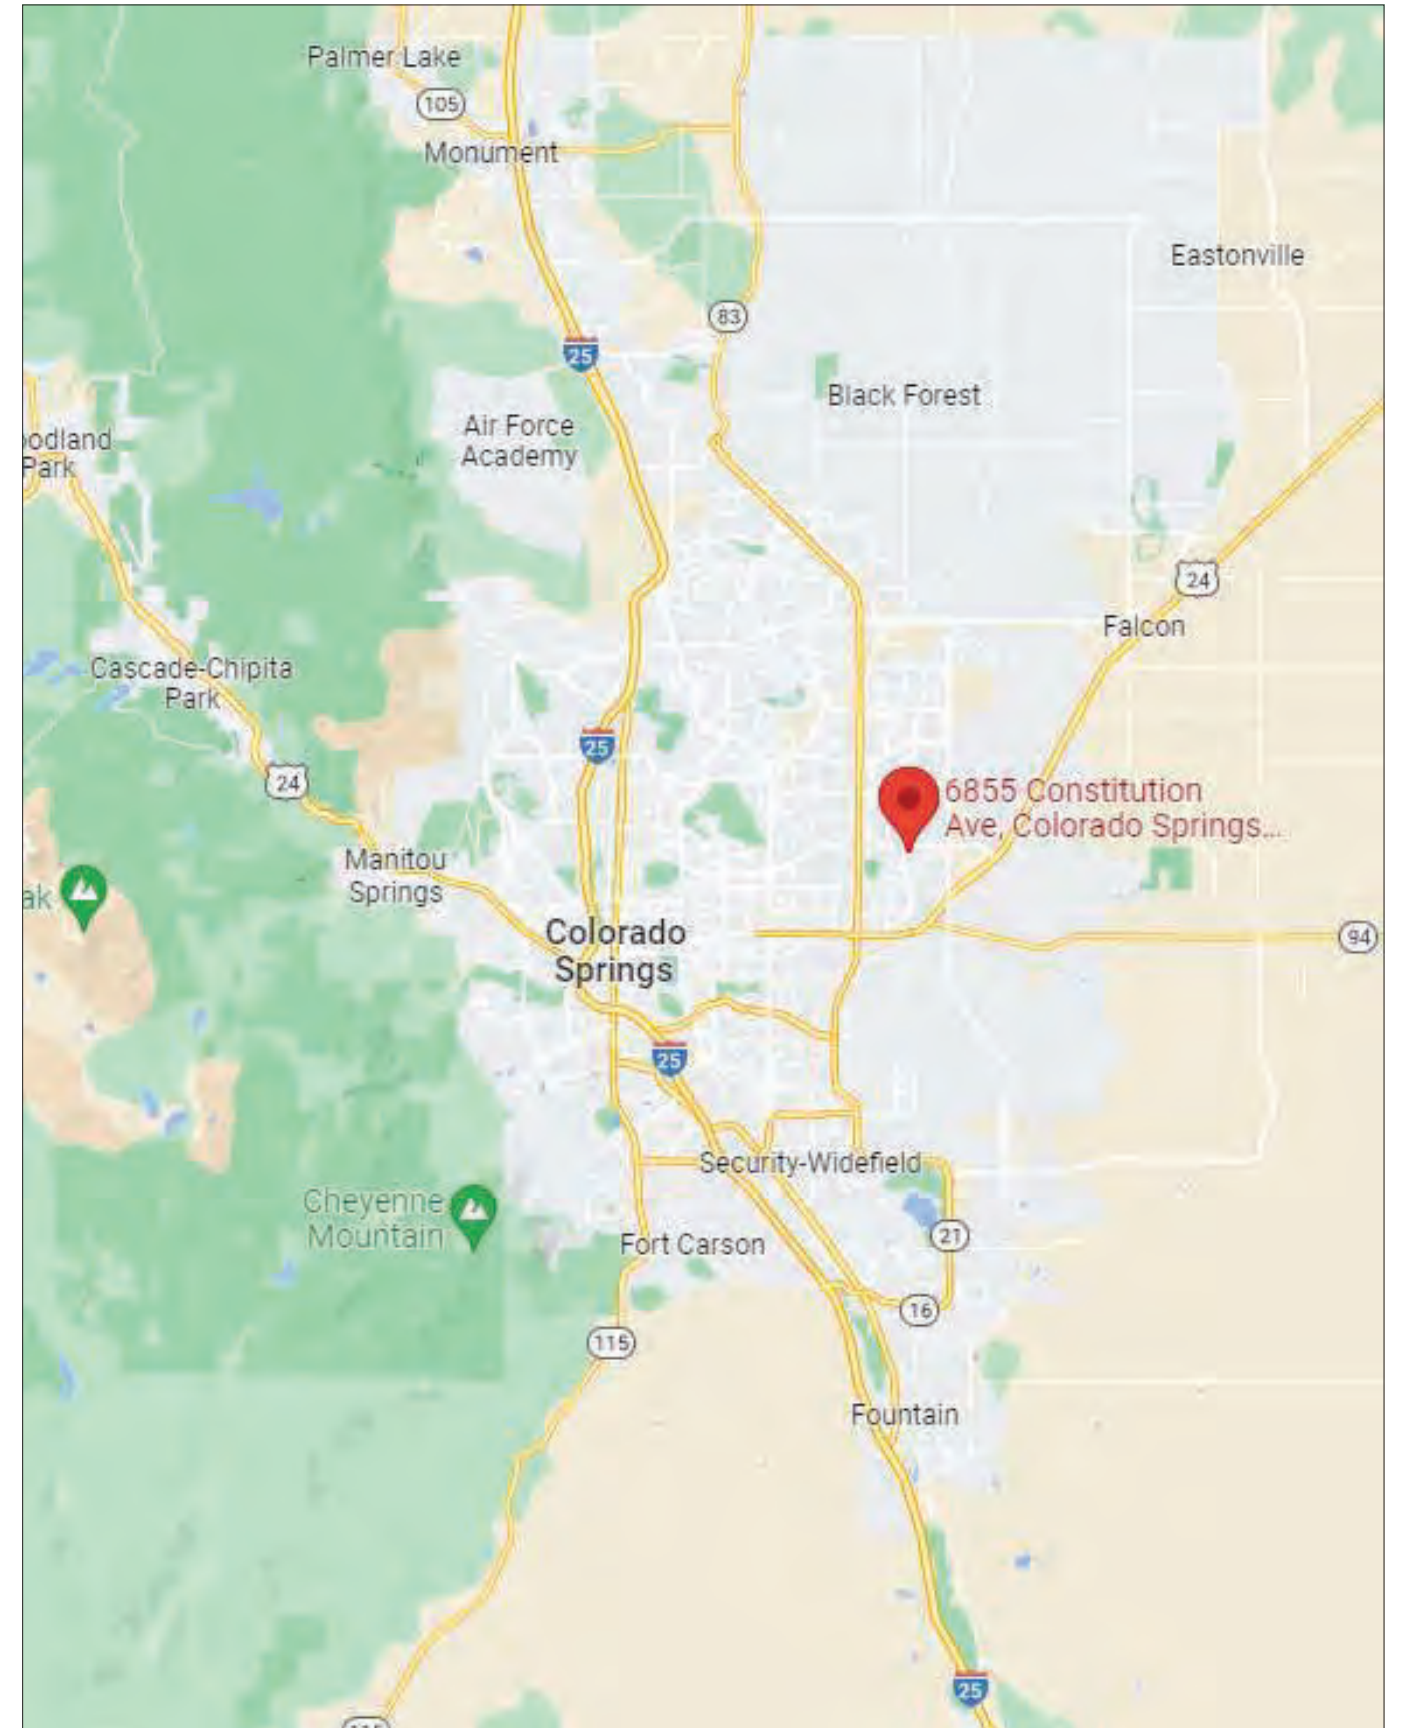 Palmer Lake
105
Monument
Eastonville
83
25
Black Forest
Air Force
Academy
oodland
Park
24
Falcon
Cascade-Chipita
Park
25
24
6855 Constitution
Ave, Colorado Springs...
Manitou
Springs
ak
Colorado
Springs
94
25
Security-Widefield
Cheyenne
Mountain
21
Fort Carson
16
115
Fountain
25